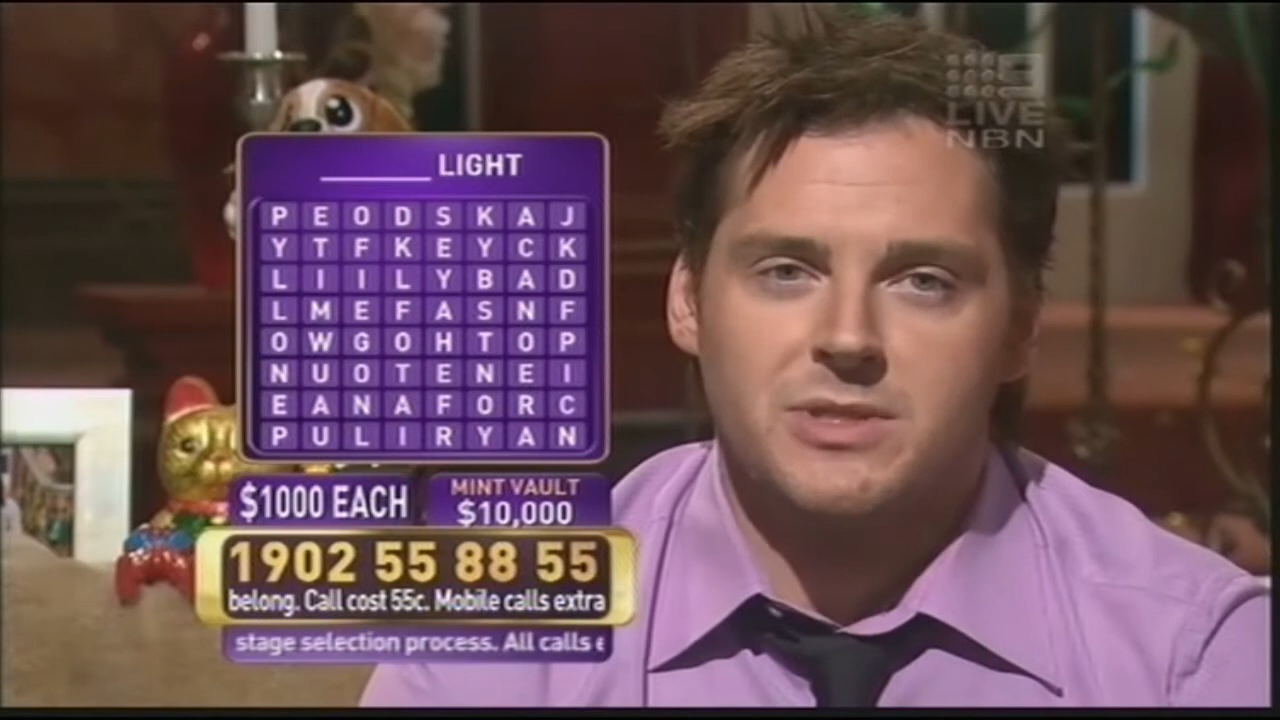 ______ LIGHT
P E O D S K A J
Y T F K E Y C K
L I I L Y B A D
L M E F A S N F
O W G O H T O P
N U O T E N E I
E A N A F O R C
P U L I R Y A N
$1000 EACH
MINT VAULT
$10,000
1902 55 88 55
belong. Call cost 55c. Mobile calls extra
stage selection process. All calls e
LIVE
NBN